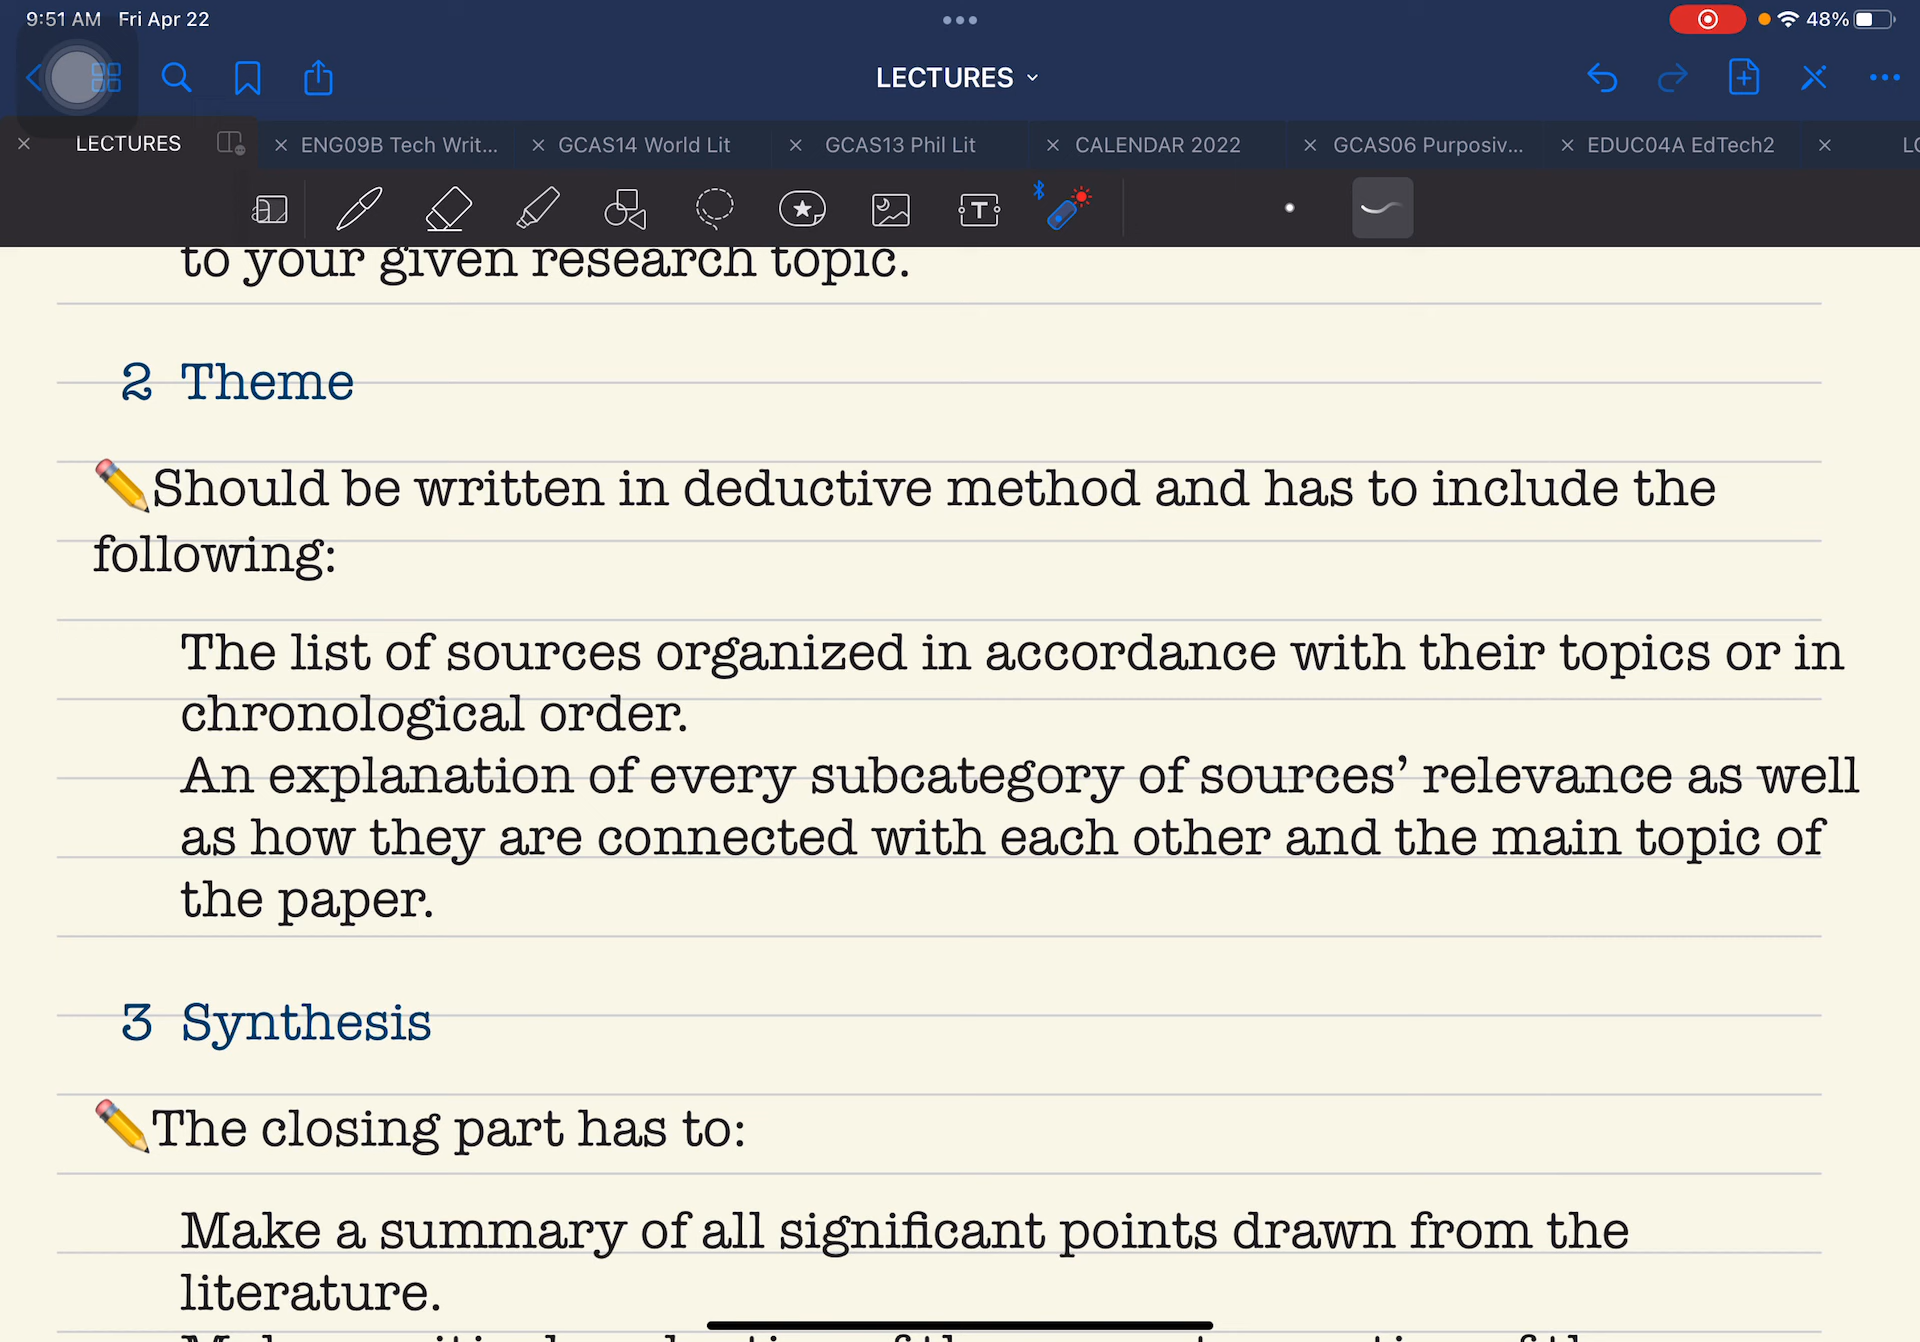 9:51 AM Fri Apr 22 48%
LECTURES
LECTURES ENG09B Tech Writ... GCAS14 World Lit GCAS13 Phil Lit CALENDAR 2022 GCAS06 Purposiv... EDUC04A EdTech2
to your given research topic.
2 Theme
✏️Should be written in deductive method and has to include the
following:
The list of sources organized in accordance with their topics or in
chronological order.
An explanation of every subcategory of sources’ relevance as well
as how they are connected with each other and the main topic of
the paper.
3 Synthesis
✏️The closing part has to:
Make a summary of all significant points drawn from the
literature.